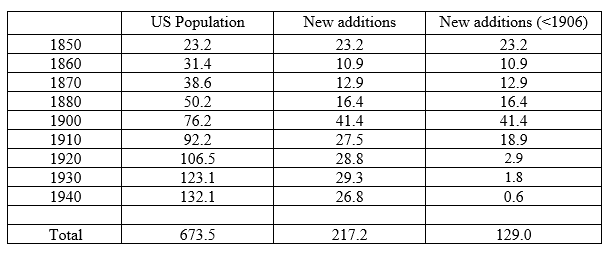 US Population New additions New additions (<1906)
1850 23.2 23.2 23.2
1860 31.4 10.9 10.9
1870 38.6 12.9 12.9
1880 50.2 16.4 16.4
1900 76.2 41.4 41.4
1910 92.2 27.5 18.9
1920 106.5 28.8 2.9
1930 123.1 29.3 1.8
1940 132.1 26.8 0.6
Total 673.5 217.2 129.0